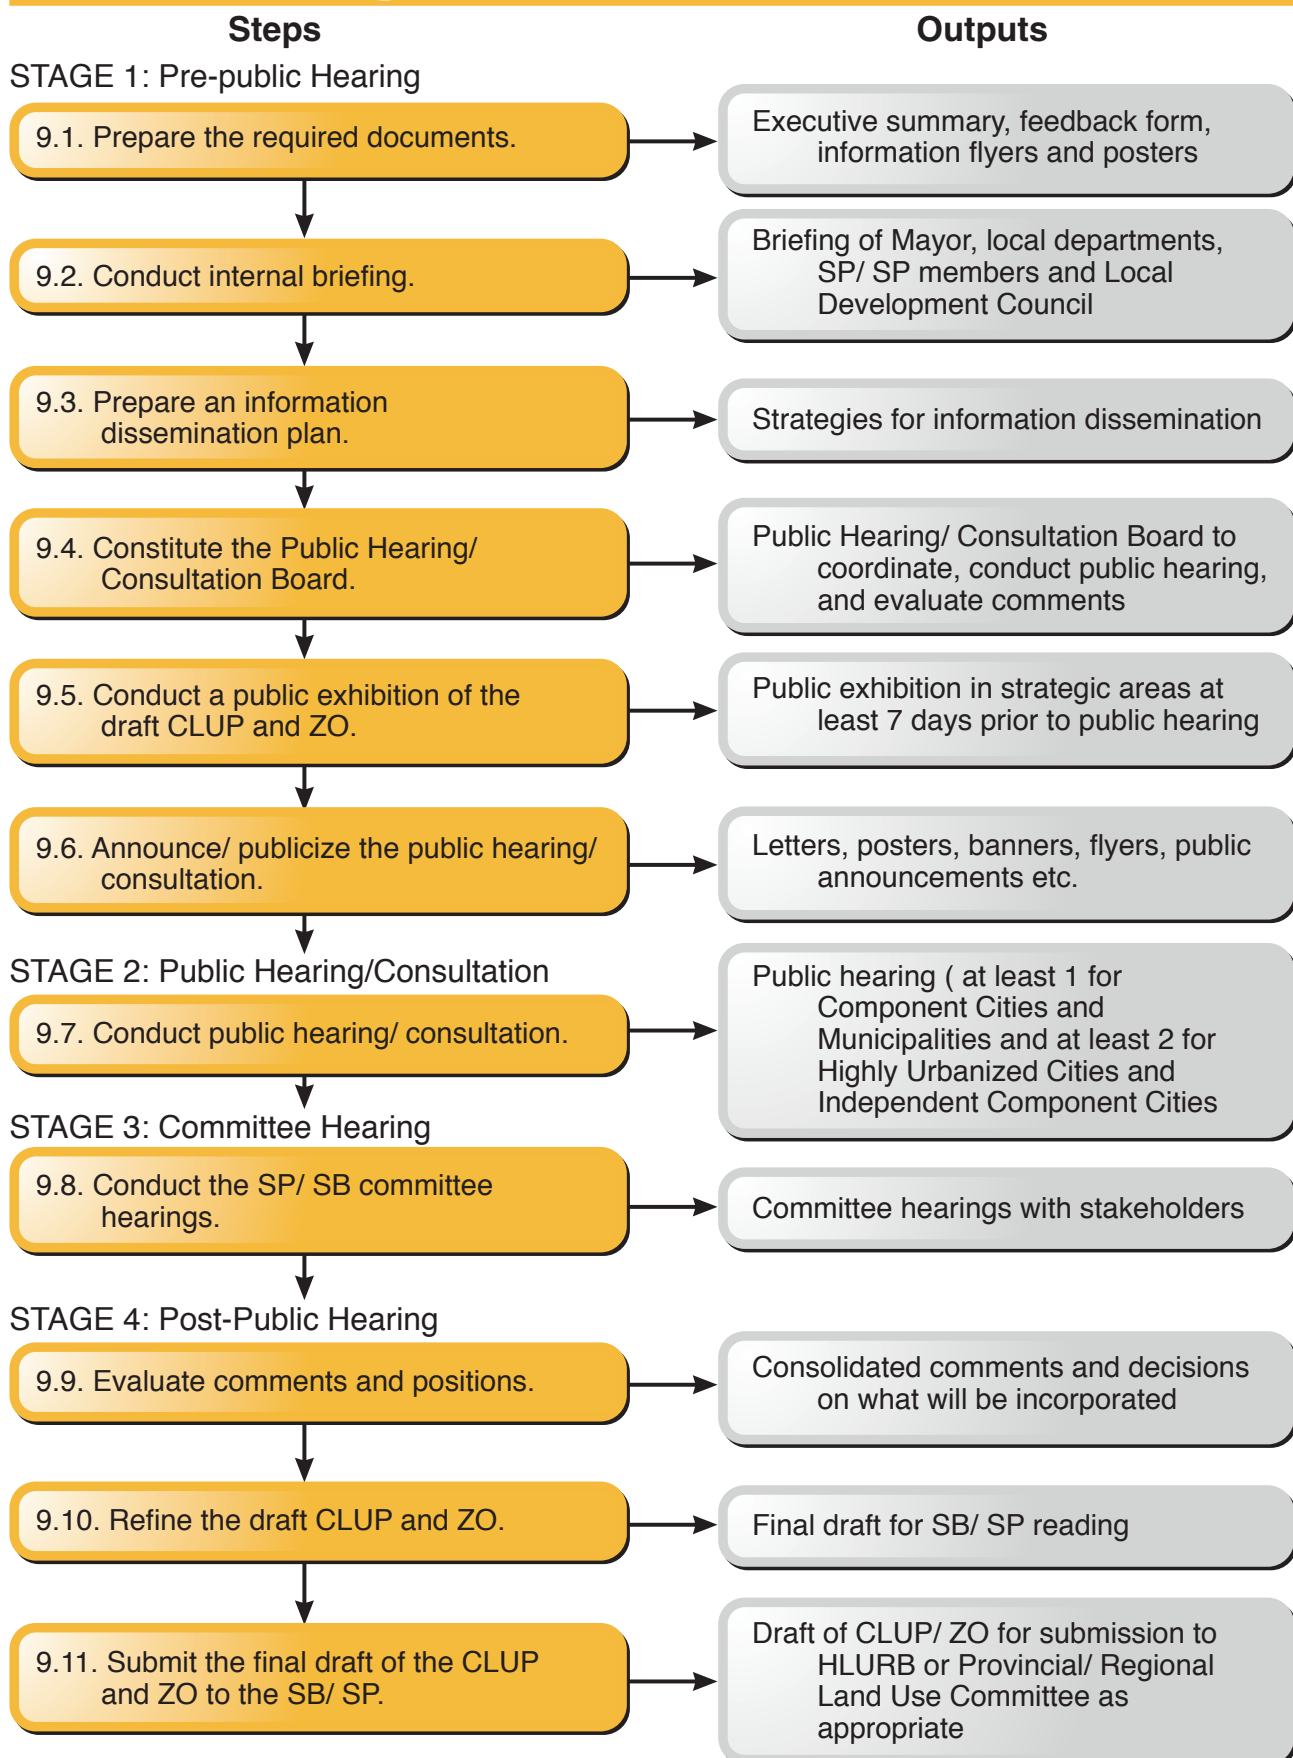 Steps
Outputs
STAGE 1: Pre-public Hearing
9.1. Prepare the required documents.
Executive summary, feedback form,
information flyers and posters
9.2. Conduct internal briefing.
Briefing of Mayor, local departments,
SP/ SP members and Local
Development Council
9.3. Prepare an information
dissemination plan.
Strategies for information dissemination
9.4. Constitute the Public Hearing/
Consultation Board.
Public Hearing/ Consultation Board to
coordinate, conduct public hearing,
and evaluate comments
9.5. Conduct a public exhibition of the
draft CLUP and ZO.
Public exhibition in strategic areas at
least 7 days prior to public hearing
9.6. Announce/ publicize the public hearing/
consultation.
Letters, posters, banners, flyers, public
announcements etc.
STAGE 2: Public Hearing/Consultation
9.7. Conduct public hearing/ consultation.
Public hearing ( at least 1 for
Component Cities and
Municipalities and at least 2 for
Highly Urbanized Cities and
Independent Component Cities
STAGE 3: Committee Hearing
9.8. Conduct the SP/ SB committee
hearings.
Committee hearings with stakeholders
STAGE 4: Post-Public Hearing
9.9. Evaluate comments and positions.
Consolidated comments and decisions
on what will be incorporated
9.10. Refine the draft CLUP and ZO.
Final draft for SB/ SP reading
9.11. Submit the final draft of the CLUP
and ZO to the SB/ SP.
Draft of CLUP/ ZO for submission to
HLURB or Provincial/ Regional
Land Use Committee as
appropriate